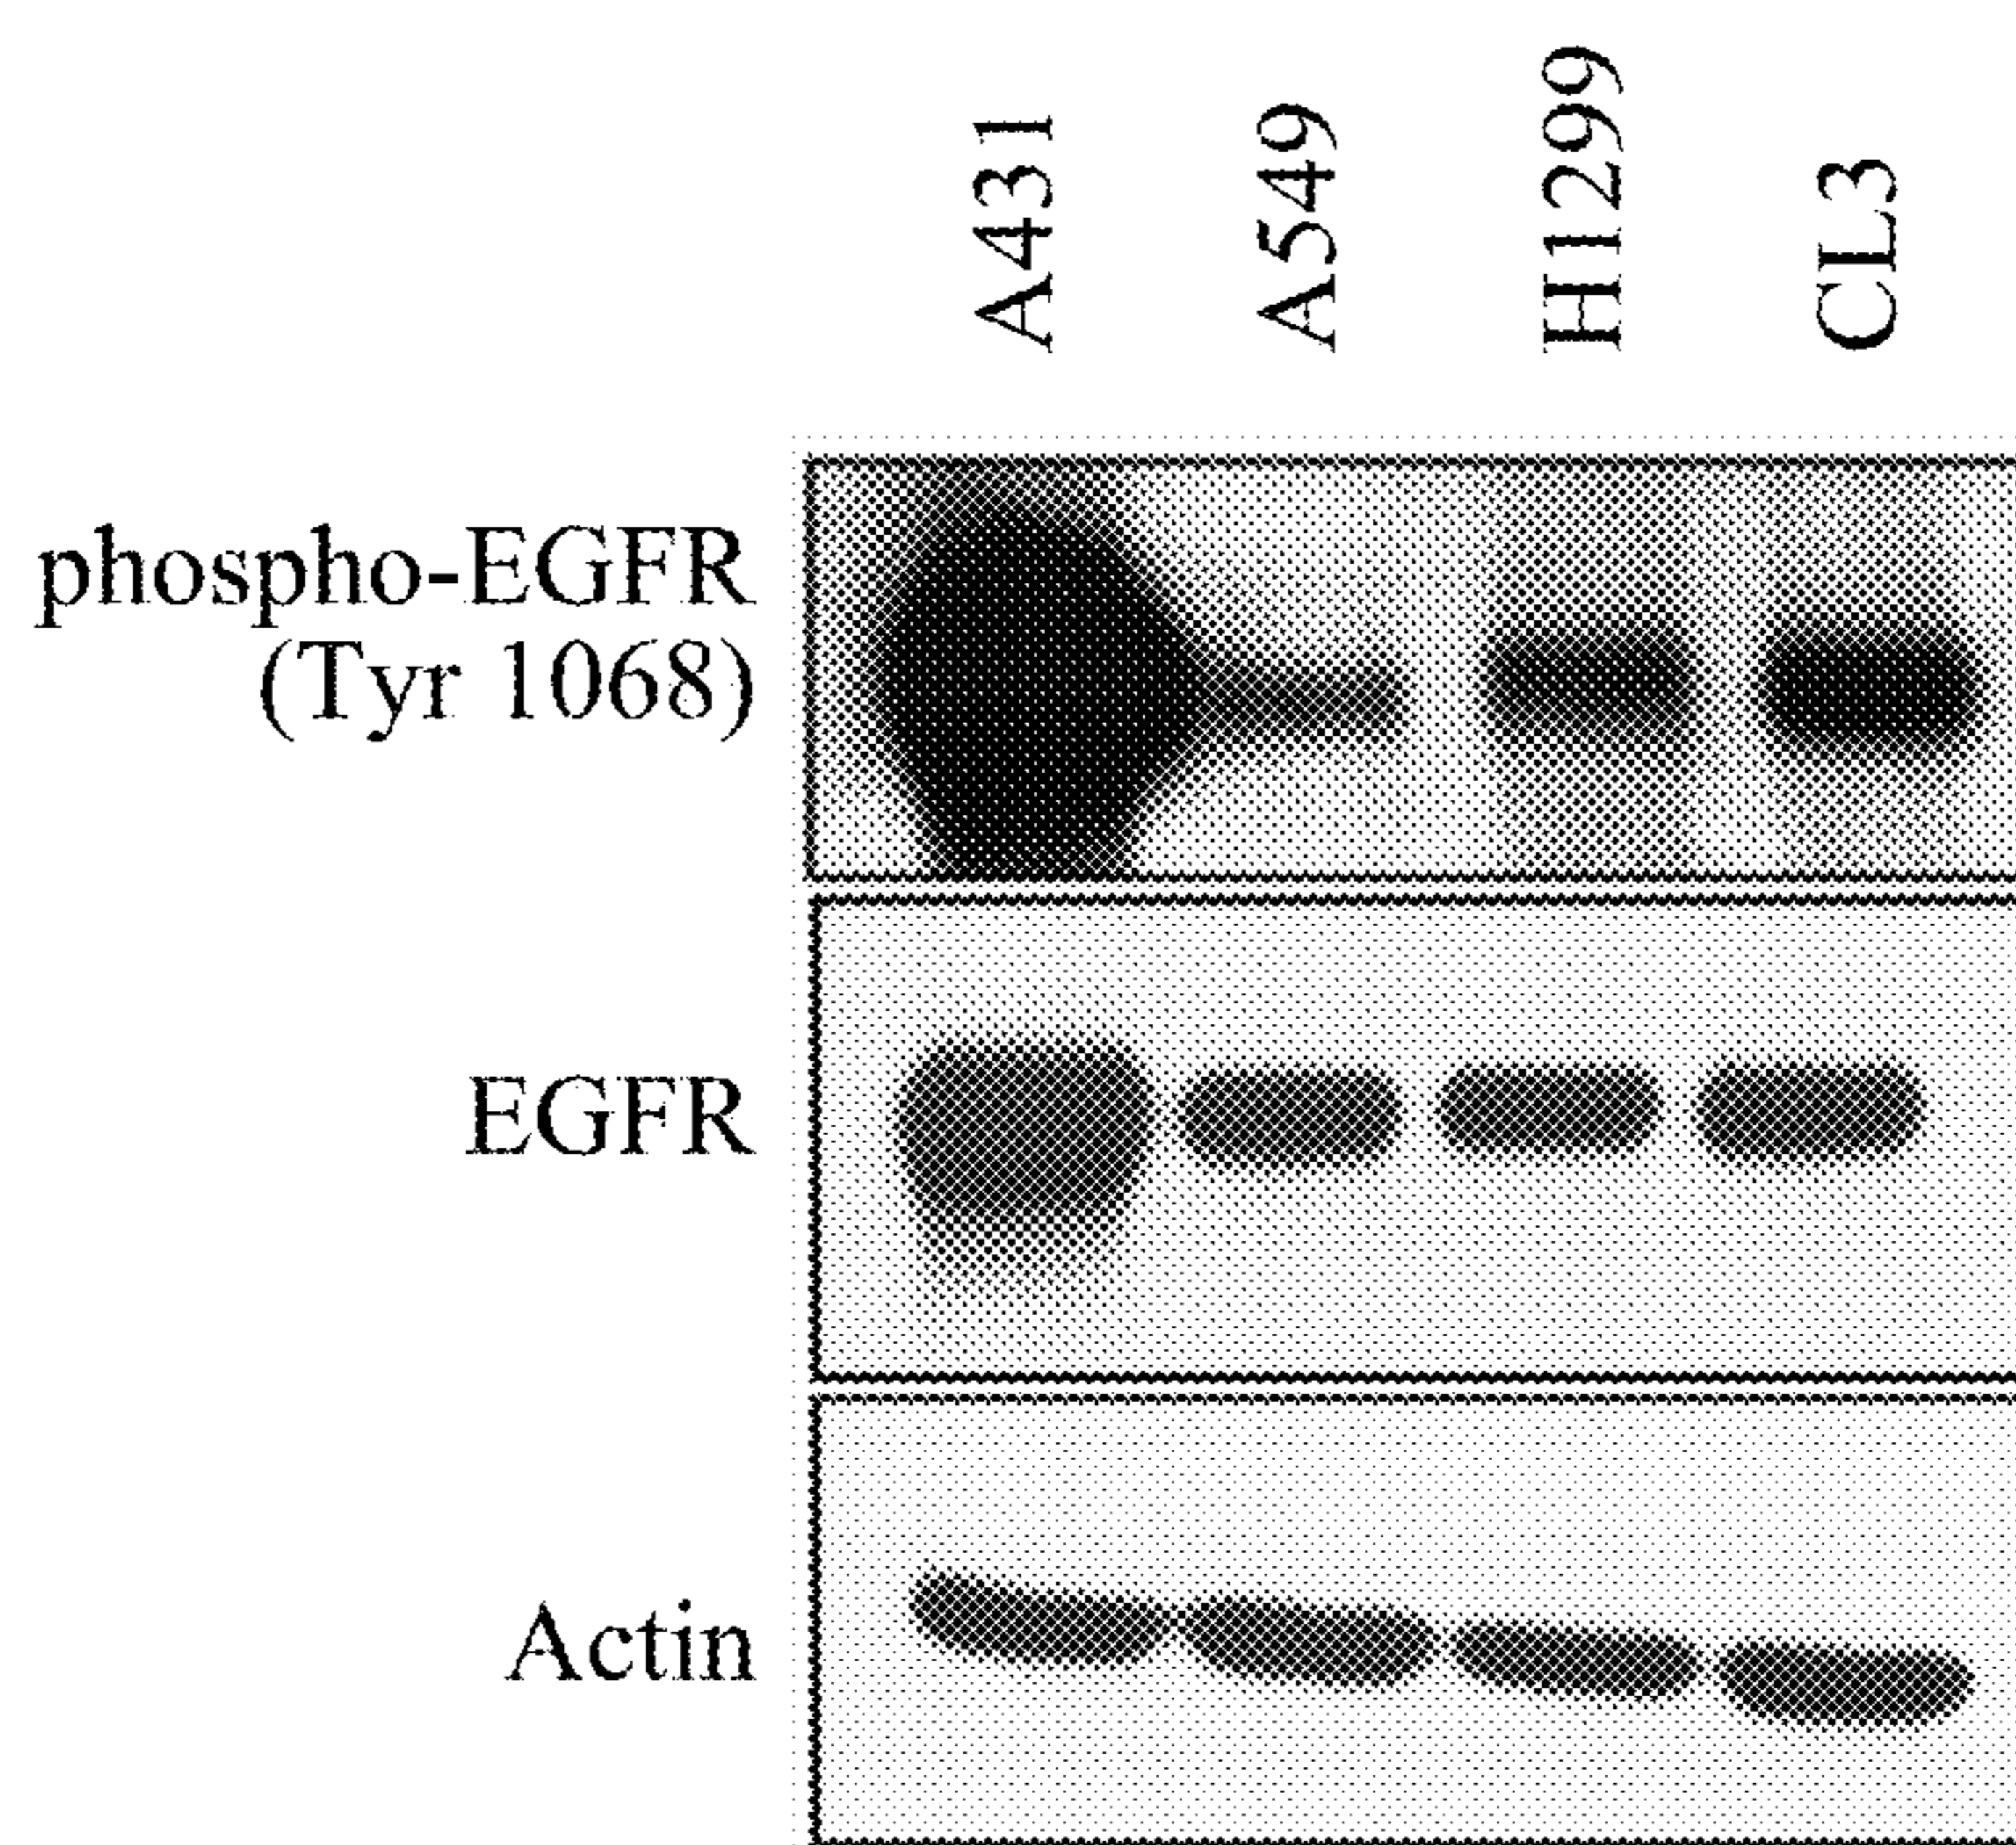 A431
A549
H1299
CL3
phospho-EGFR
(Tyr 1068)
EGFR
Actin